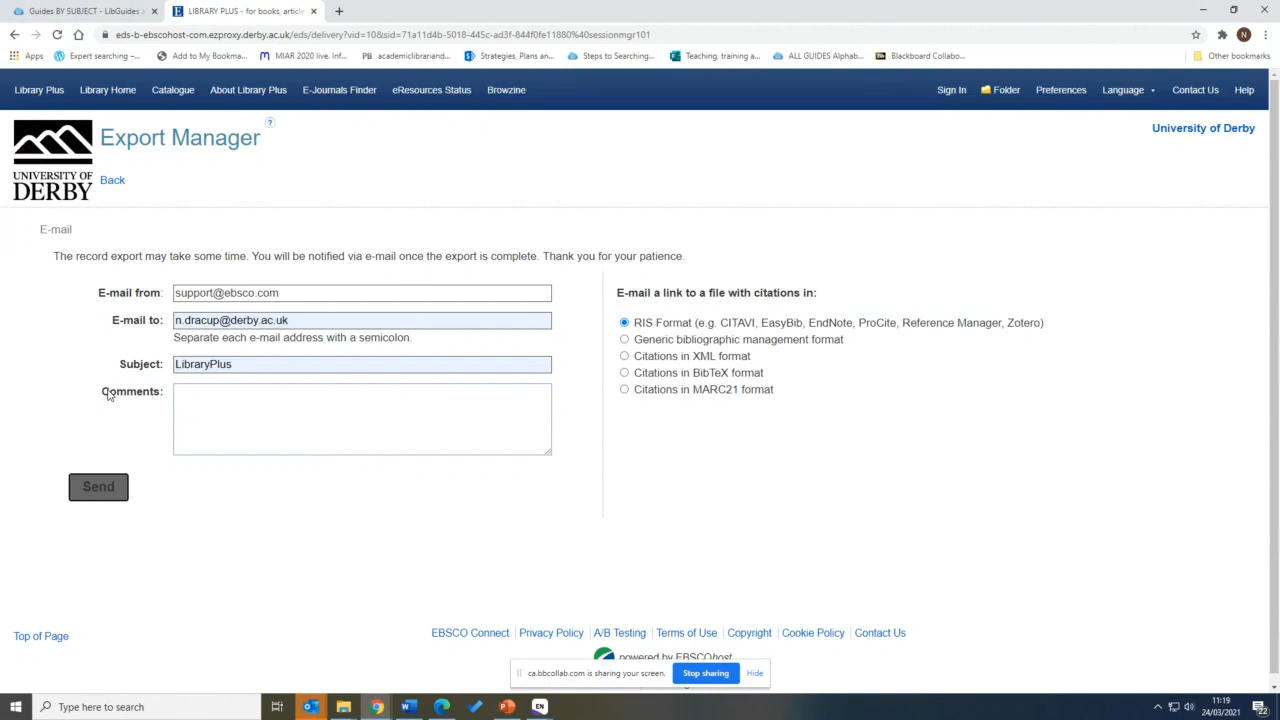 Guides BY SUBJECT - LibGuides a
LIBRARY PLUS - for books, article
eds-b-ebscohost-com.ezproxy.derby.ac.uk/eds/delivery?vid=10&sid=71a11d4b-5018-445c-ad3f-844f0fe11880%40sessionmgr101
N
Apps
Expert searching –...
Add to My Bookma...
MIAR 2020 live. Inf...
academiclibrariand...
Strategies, Plans an...
Steps to Searching...
Teaching, training a...
ALL GUIDES Alphab...
Blackboard Collabo...
Other bookmarks
Library Plus Library Home Catalogue About Library Plus E-Journals Finder eResources Status Browzine
Sign In Folder Preferences Language Contact Us Help
Export Manager ?
University of Derby
UNIVERSITY OF
DERBY
Back
E-mail
The record export may take some time. You will be notified via e-mail once the export is complete. Thank you for your patience.
E-mail from: support@ebsco.com
E-mail to: n.dracup@derby.ac.uk
Separate each e-mail address with a semicolon.
Subject: LibraryPlus
Comments:
Send
E-mail a link to a file with citations in:
RIS Format (e.g. CITAVI, EasyBib, EndNote, ProCite, Reference Manager, Zotero)
Generic bibliographic management format
Citations in XML format
Citations in BibTeX format
Citations in MARC21 format
Top of Page
EBSCO Connect Privacy Policy A/B Testing Terms of Use Copyright Cookie Policy Contact Us
powered by EBSCOhost
ca.bbcollab.com is sharing your screen. Stop sharing Hide
Type here to search
EN
11:19
24/03/2021
22